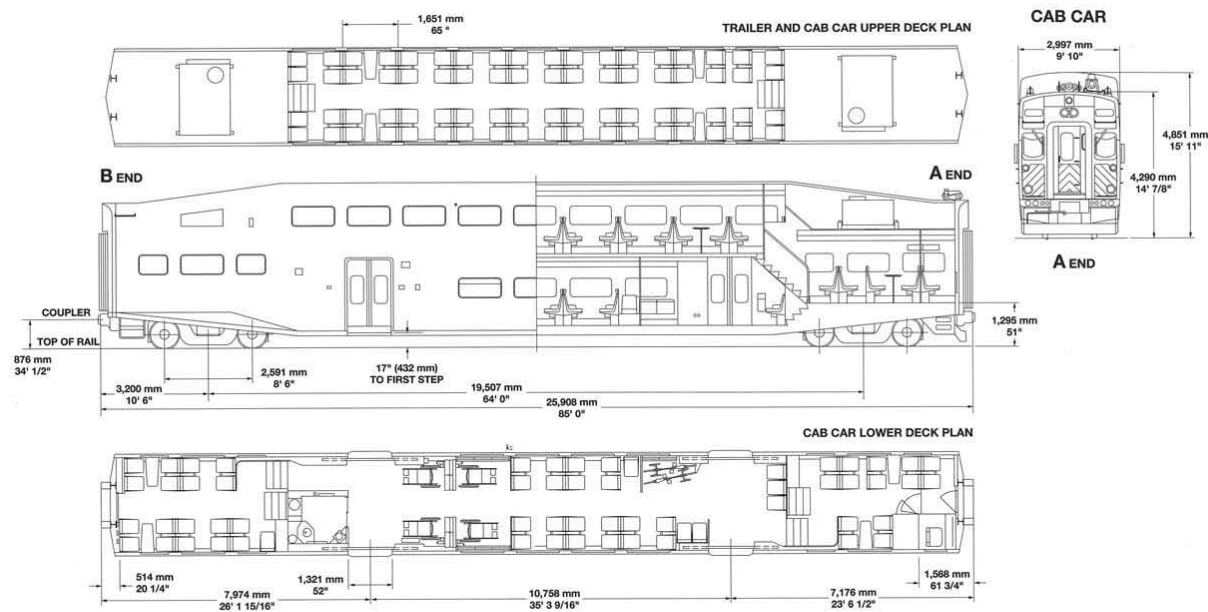 1,651 mm
65 "
TRAILER AND CAB CAR UPPER DECK PLAN
CAB CAR
2,997 mm
9' 10"
4,851 mm
15' 11"
4,290 mm
14' 7/8"
A END
B END
A END
COUPLER
TOP OF RAIL
876 mm
34' 1/2"
1,295 mm
51"
2,591 mm
8' 6"
17" (432 mm)
TO FIRST STEP
3,200 mm
10' 6"
19,507 mm
64' 0"
25,908 mm
85' 0"
CAB CAR LOWER DECK PLAN
514 mm
20 1/4"
1,321 mm
52"
1,568 mm
61 3/4"
7,974 mm
26' 1 15/16"
10,758 mm
35' 3 9/16"
7,176 mm
23' 6 1/2"